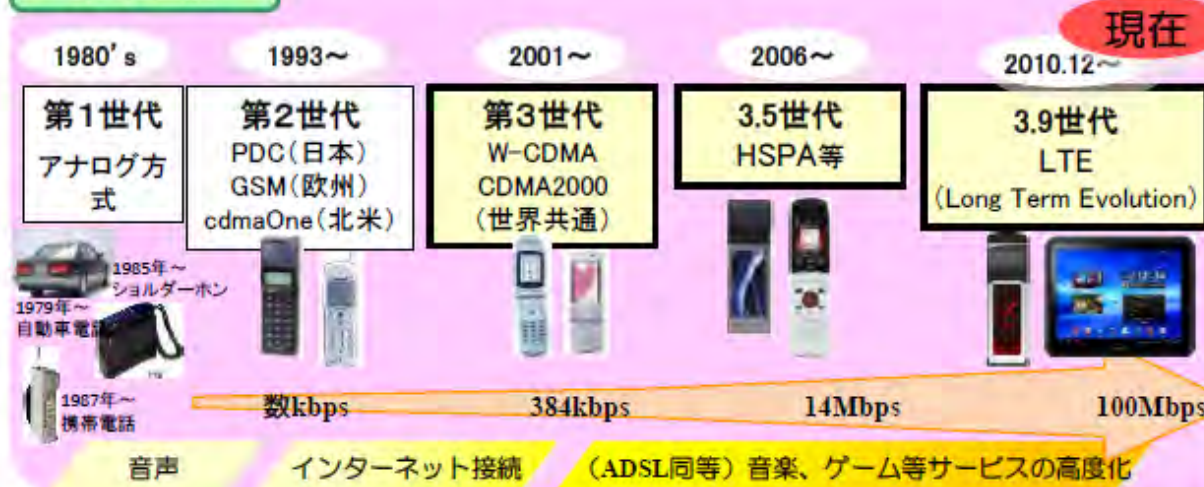 現在
1980's
1993～
2001～
2006～
2010.12～
第1世代
アナログ方
式
第2世代
PDC(日本)
GSM(欧州)
cdmaOne(北米)
第3世代
W-CDMA
CDMA2000
(世界共通)
3.5世代
HSPA等
3.9世代
LTE
(Long Term Evolution)
1985年～
ショルダーホン
1979年～
自動車電話
1987年～
携帯電話
数kbps
384kbps
14Mbps
100Mbps
音声
インターネット接続
(ADSL同等)音楽、ゲーム等サービスの高度化